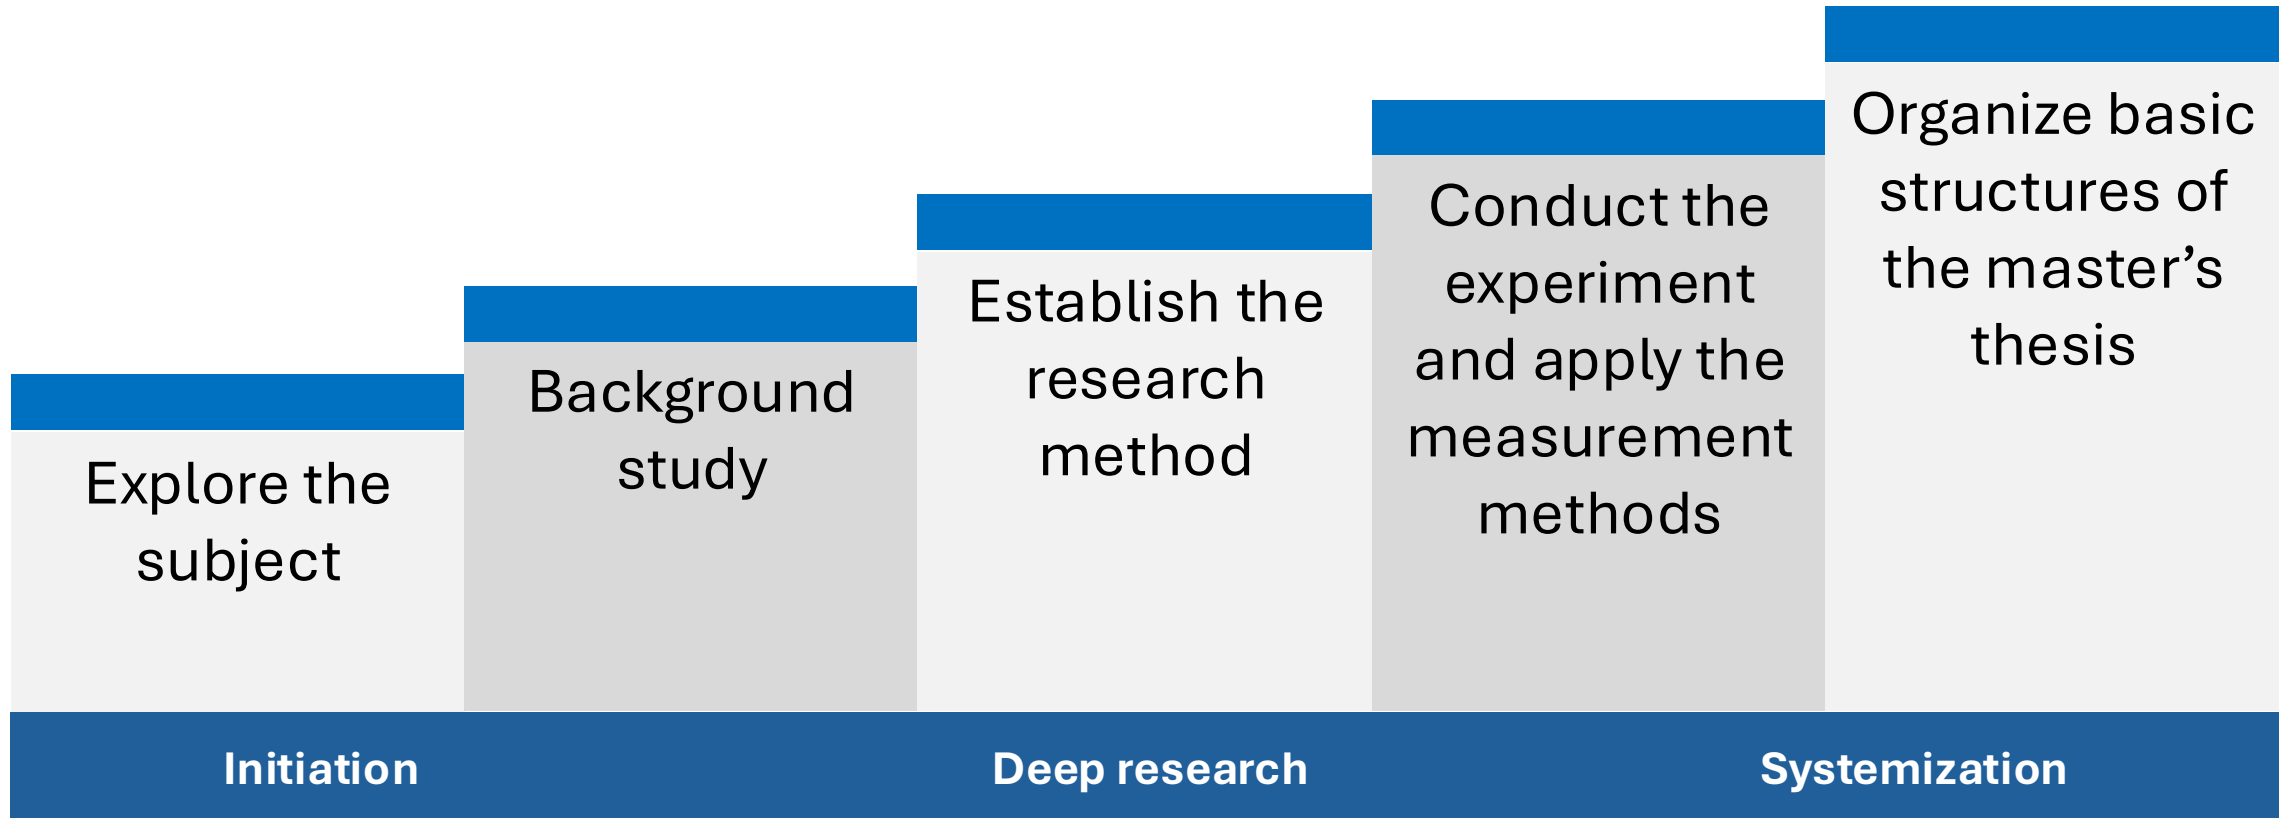 Explore the
subject
Background
study
Establish the
research
method
Conduct the
experiment
and apply the
measurement
methods
Organize basic
structures of
the master’s
thesis
Initiation
Deep research
Systemization